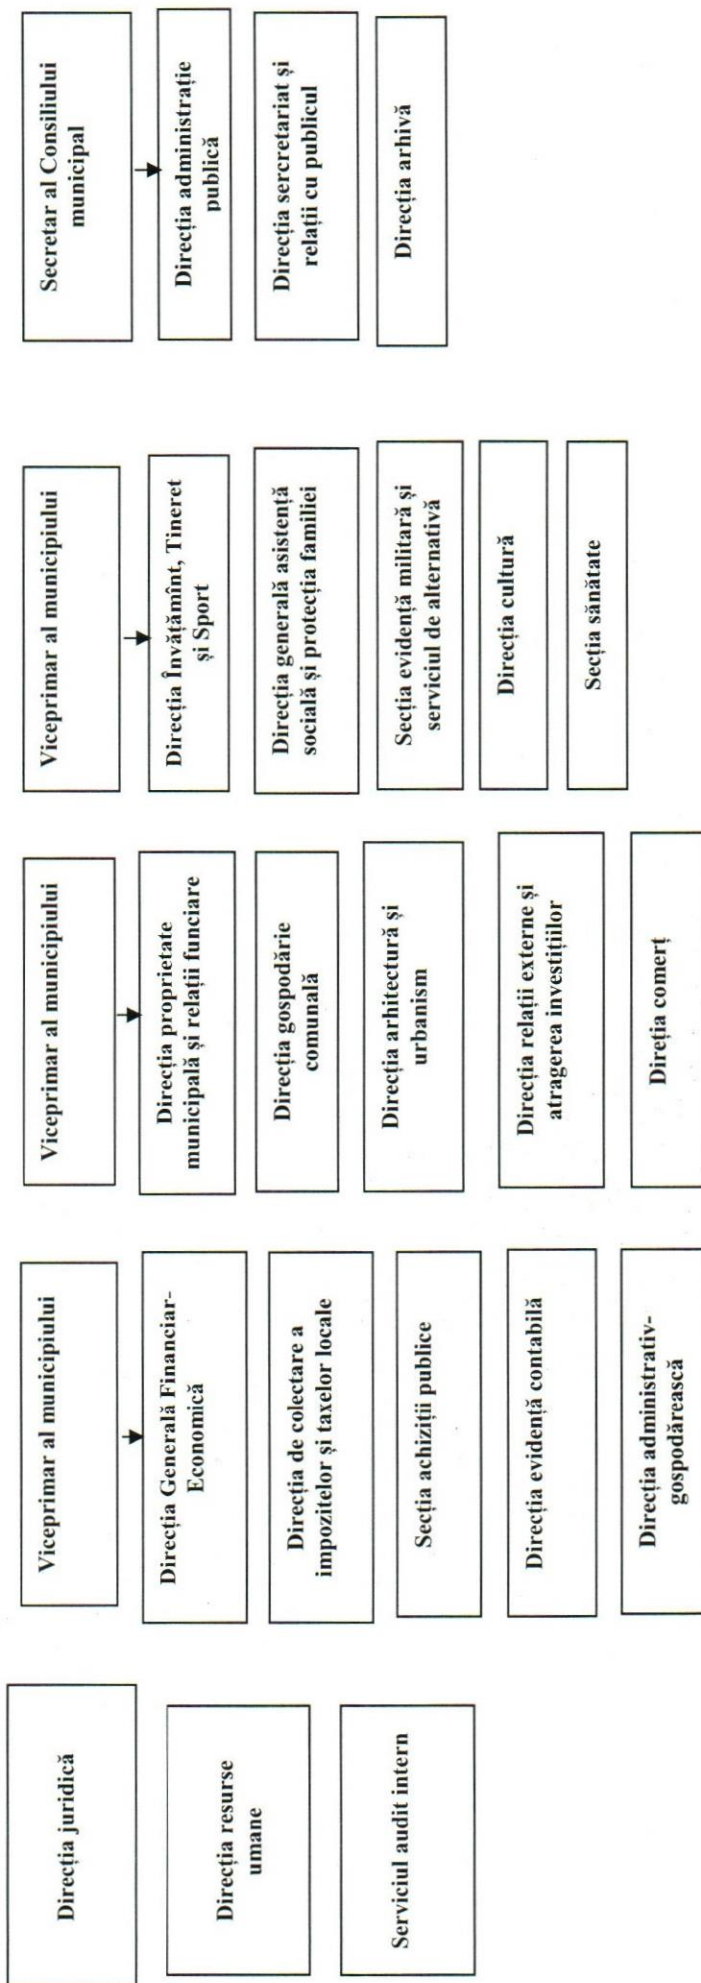 Direcția juridică
Direcția resurse
umane
Serviciul audit intern
Viceprimar al municipiului
Direcția Generală Financiar-
Economică
Direcția de colectare a
impozitelor și taxelor locale
Secția achiziții publice
Direcția evidență contabilă
Direcția administrativ-
gospodărească
Viceprimar al municipiului
Direcția proprietate
municipală și relații funciare
Direcția gospodărie
comunală
Direcția arhitectură și
urbanism
Direcția relații externe și
atragerea investițiilor
Direția comerț
Viceprimar al municipiului
Direcția Învățămînt, Tineret
și Sport
Direcția generală asistență
socială și protecția familiei
Secția evidență militară și
serviciul de alternativă
Direcția cultură
Secția sănătate
Secretar al Consiliului
municipal
Direcția administrație
publică
Direcția sercretariat și
relații cu publicul
Direcția arhivă